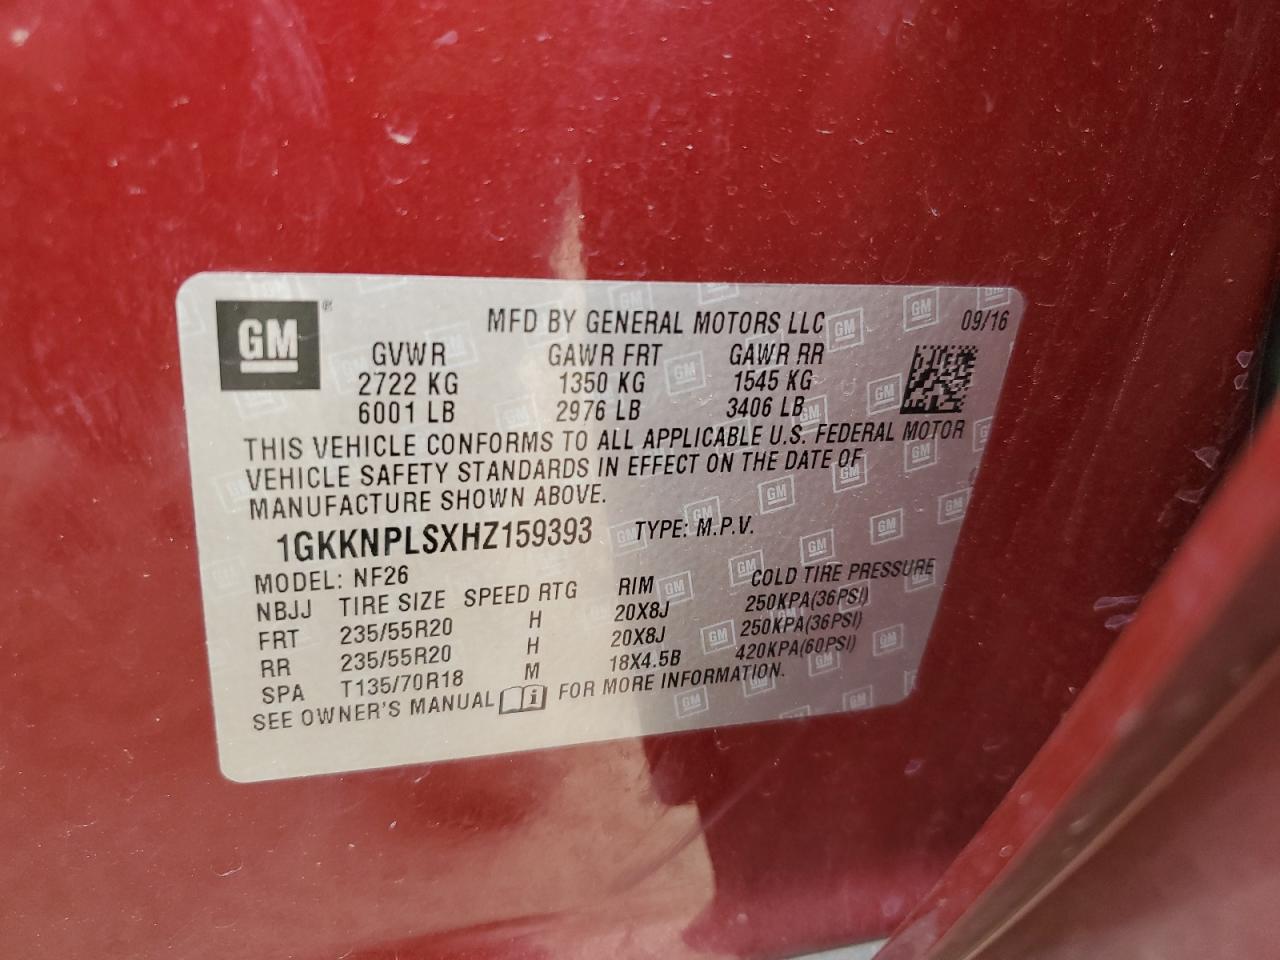 GM®
MFD BY GENERAL MOTORS LLC 09/16
GVWR GAWR FRT GAWR RR
2722 KG 1350 KG 1545 KG
6001 LB 2976 LB 3406 LB
THIS VEHICLE CONFORMS TO ALL APPLICABLE U.S. FEDERAL MOTOR
VEHICLE SAFETY STANDARDS IN EFFECT ON THE DATE OF
MANUFACTURE SHOWN ABOVE.
1GKKNPLSXHZ159393 TYPE: M.P.V.
MODEL: NF26
NBJJ TIRE SIZE SPEED RTG RIM COLD TIRE PRESSURE
FRT 235/55R20 H 20X8J 250KPA(36PSI)
RR 235/55R20 H 20X8J 250KPA(36PSI)
SPA T135/70R18 M 18X4.5B 420KPA(60PSI)
SEE OWNER'S MANUAL i FOR MORE INFORMATION.